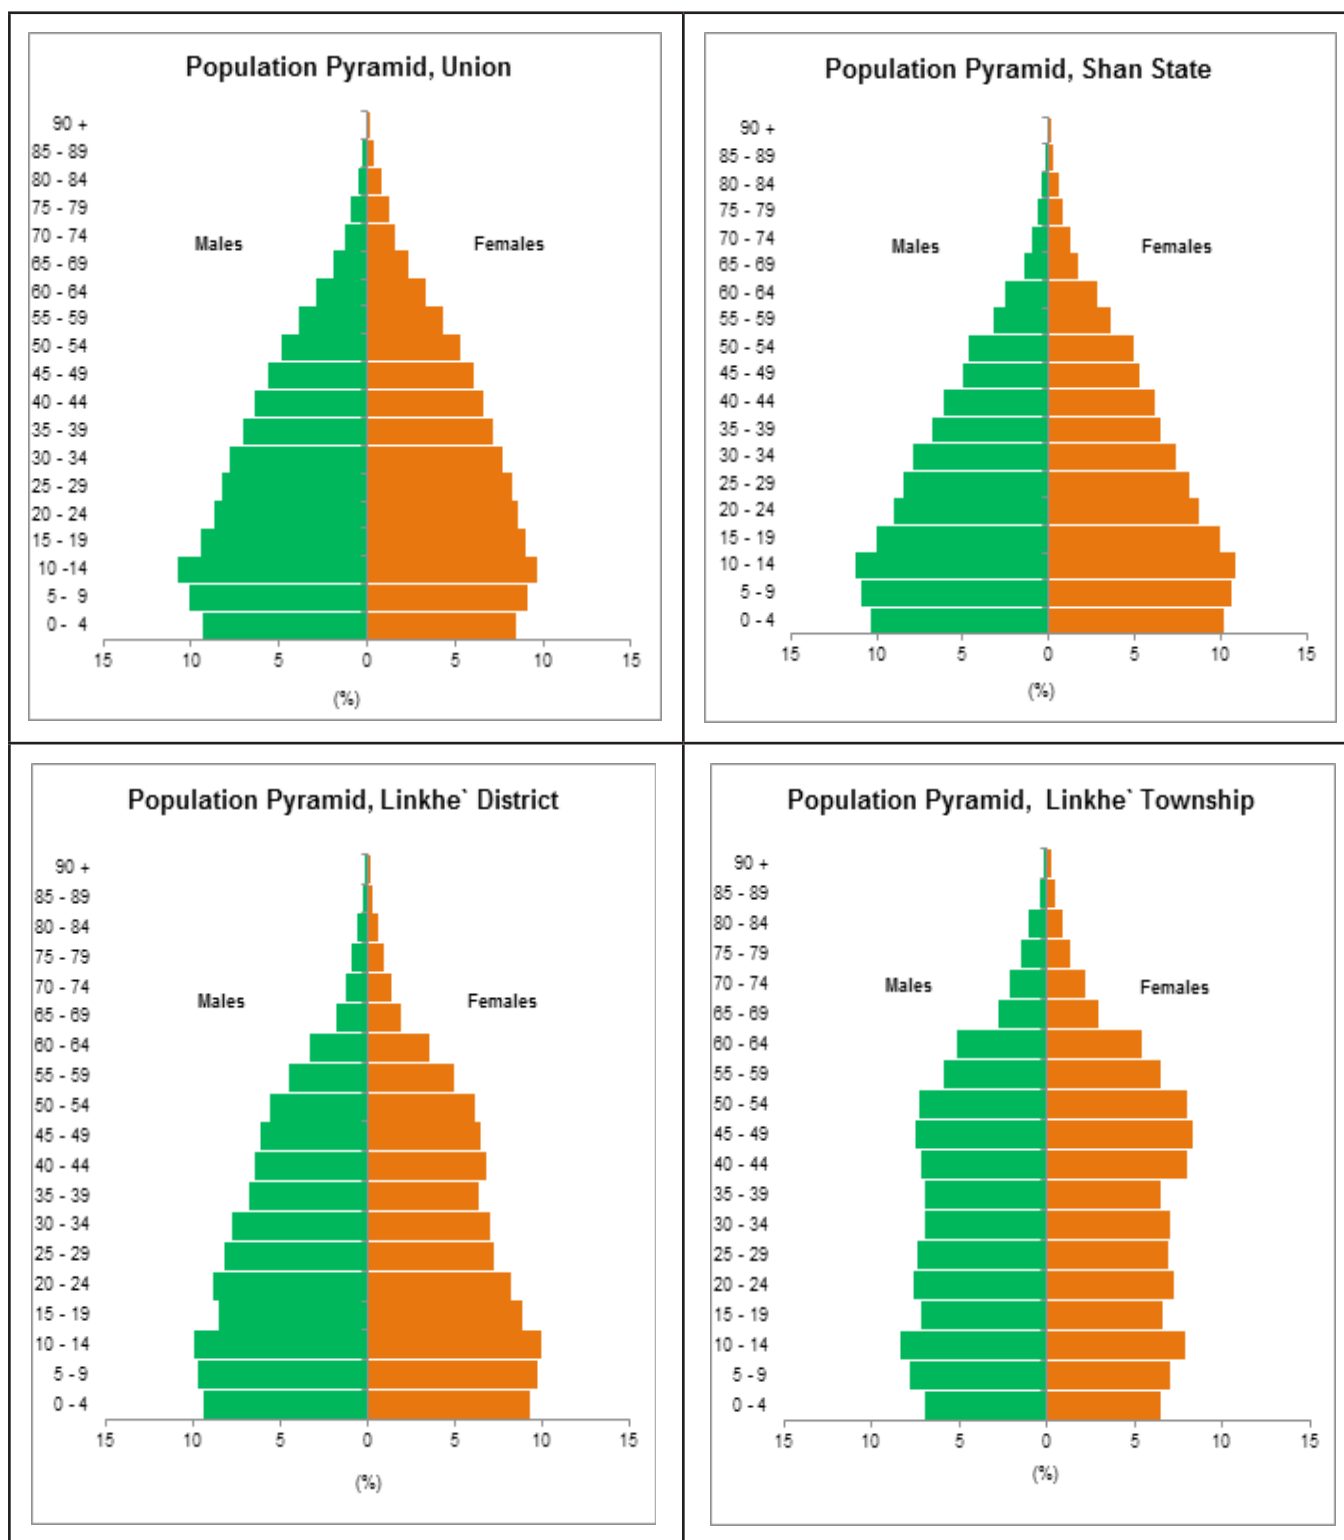 Population Pyramid, Union
90 +
85 - 89
80 - 84
75 - 79
70 - 74
65 - 69
60 - 64
55 - 59
50 - 54
45 - 49
40 - 44
35 - 39
30 - 34
25 - 29
20 - 24
15 - 19
10 -14
5 - 9
0 - 4
Males
Females
15 10 5 0 5 10 15
(%)
Population Pyramid, Shan State
90 +
85 - 89
80 - 84
75 - 79
70 - 74
65 - 69
60 - 64
55 - 59
50 - 54
45 - 49
40 - 44
35 - 39
30 - 34
25 - 29
20 - 24
15 - 19
10 - 14
5 - 9
0 - 4
Males
Females
15 10 5 0 5 10 15
(%)
Population Pyramid, Linkhe` District
90 +
85 - 89
80 - 84
75 - 79
70 - 74
65 - 69
60 - 64
55 - 59
50 - 54
45 - 49
40 - 44
35 - 39
30 - 34
25 - 29
20 - 24
15 - 19
10 - 14
5 - 9
0 - 4
Males
Females
15 10 5 0 5 10 15
(%)
Population Pyramid, Linkhe` Township
90 +
85 - 89
80 - 84
75 - 79
70 - 74
65 - 69
60 - 64
55 - 59
50 - 54
45 - 49
40 - 44
35 - 39
30 - 34
25 - 29
20 - 24
15 - 19
10 - 14
5 - 9
0 - 4
Males
Females
15 10 5 0 5 10 15
(%)